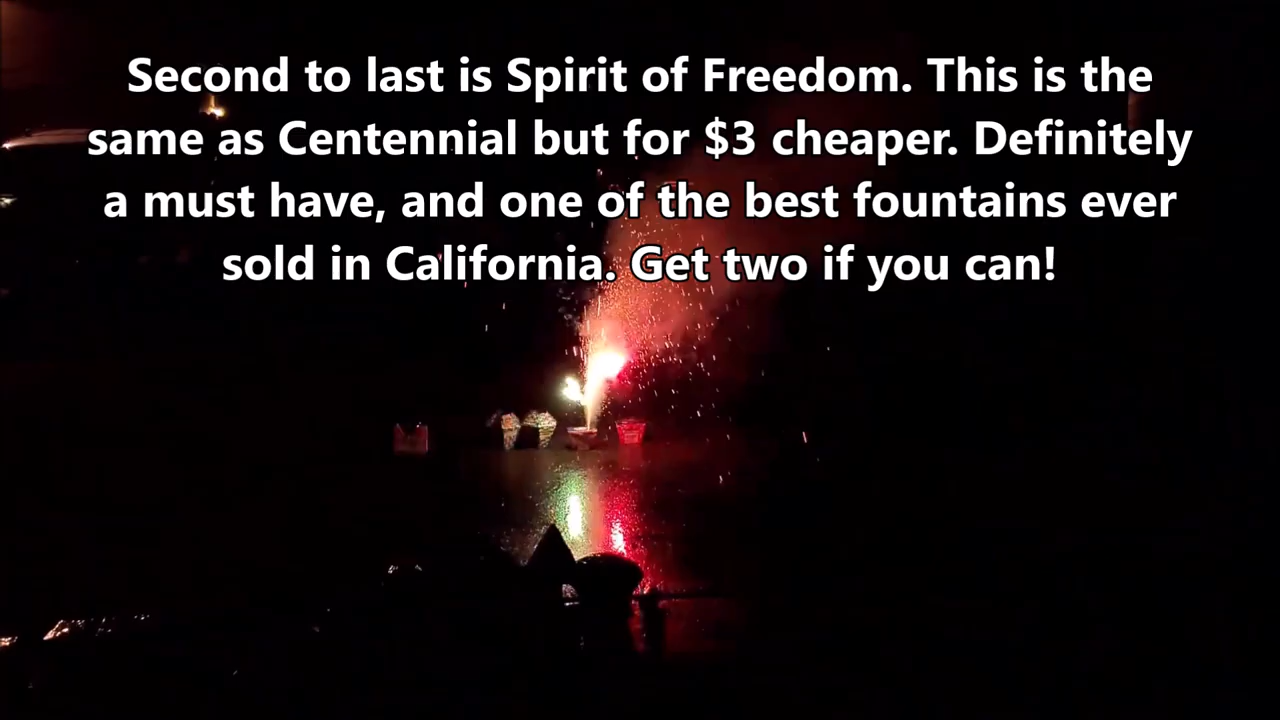 Second to last is Spirit of Freedom. This is the
same as Centennial but for $3 cheaper. Definitely
a must have, and one of the best fountains ever
sold in California. Get two if you can!